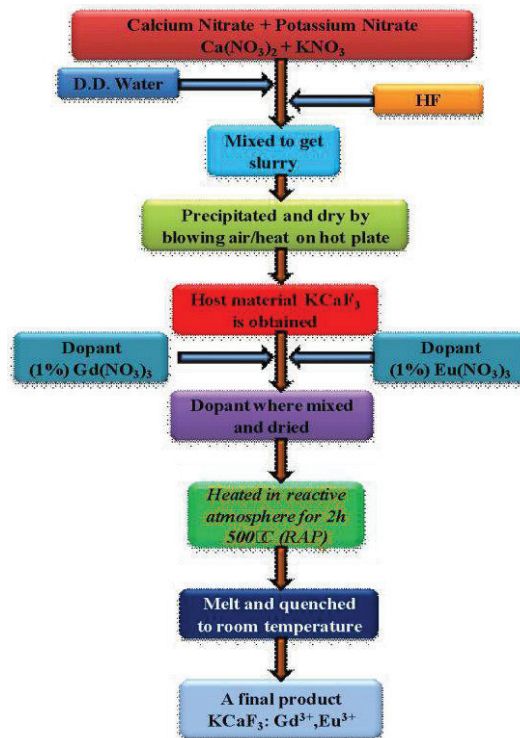 Calcium Nitrate + Potassium Nitrate
Ca(NO₃)₂ + KNO₃
D.D. Water
HF
Mixed to get
slurry
Precipitated and dry by
blowing air/heat on hot plate
Host material KCaF₃
is obtained
Dopant
(1%) Gd(NO₃)₃
Dopant
(1%) Eu(NO₃)₃
Dopant where mixed
and dried
Heated in reactive
atmosphere for 2h
500□C (RAP)
Melt and quenched
to room temperature
A final product
KCaF₃: Gd³⁺,Eu³⁺